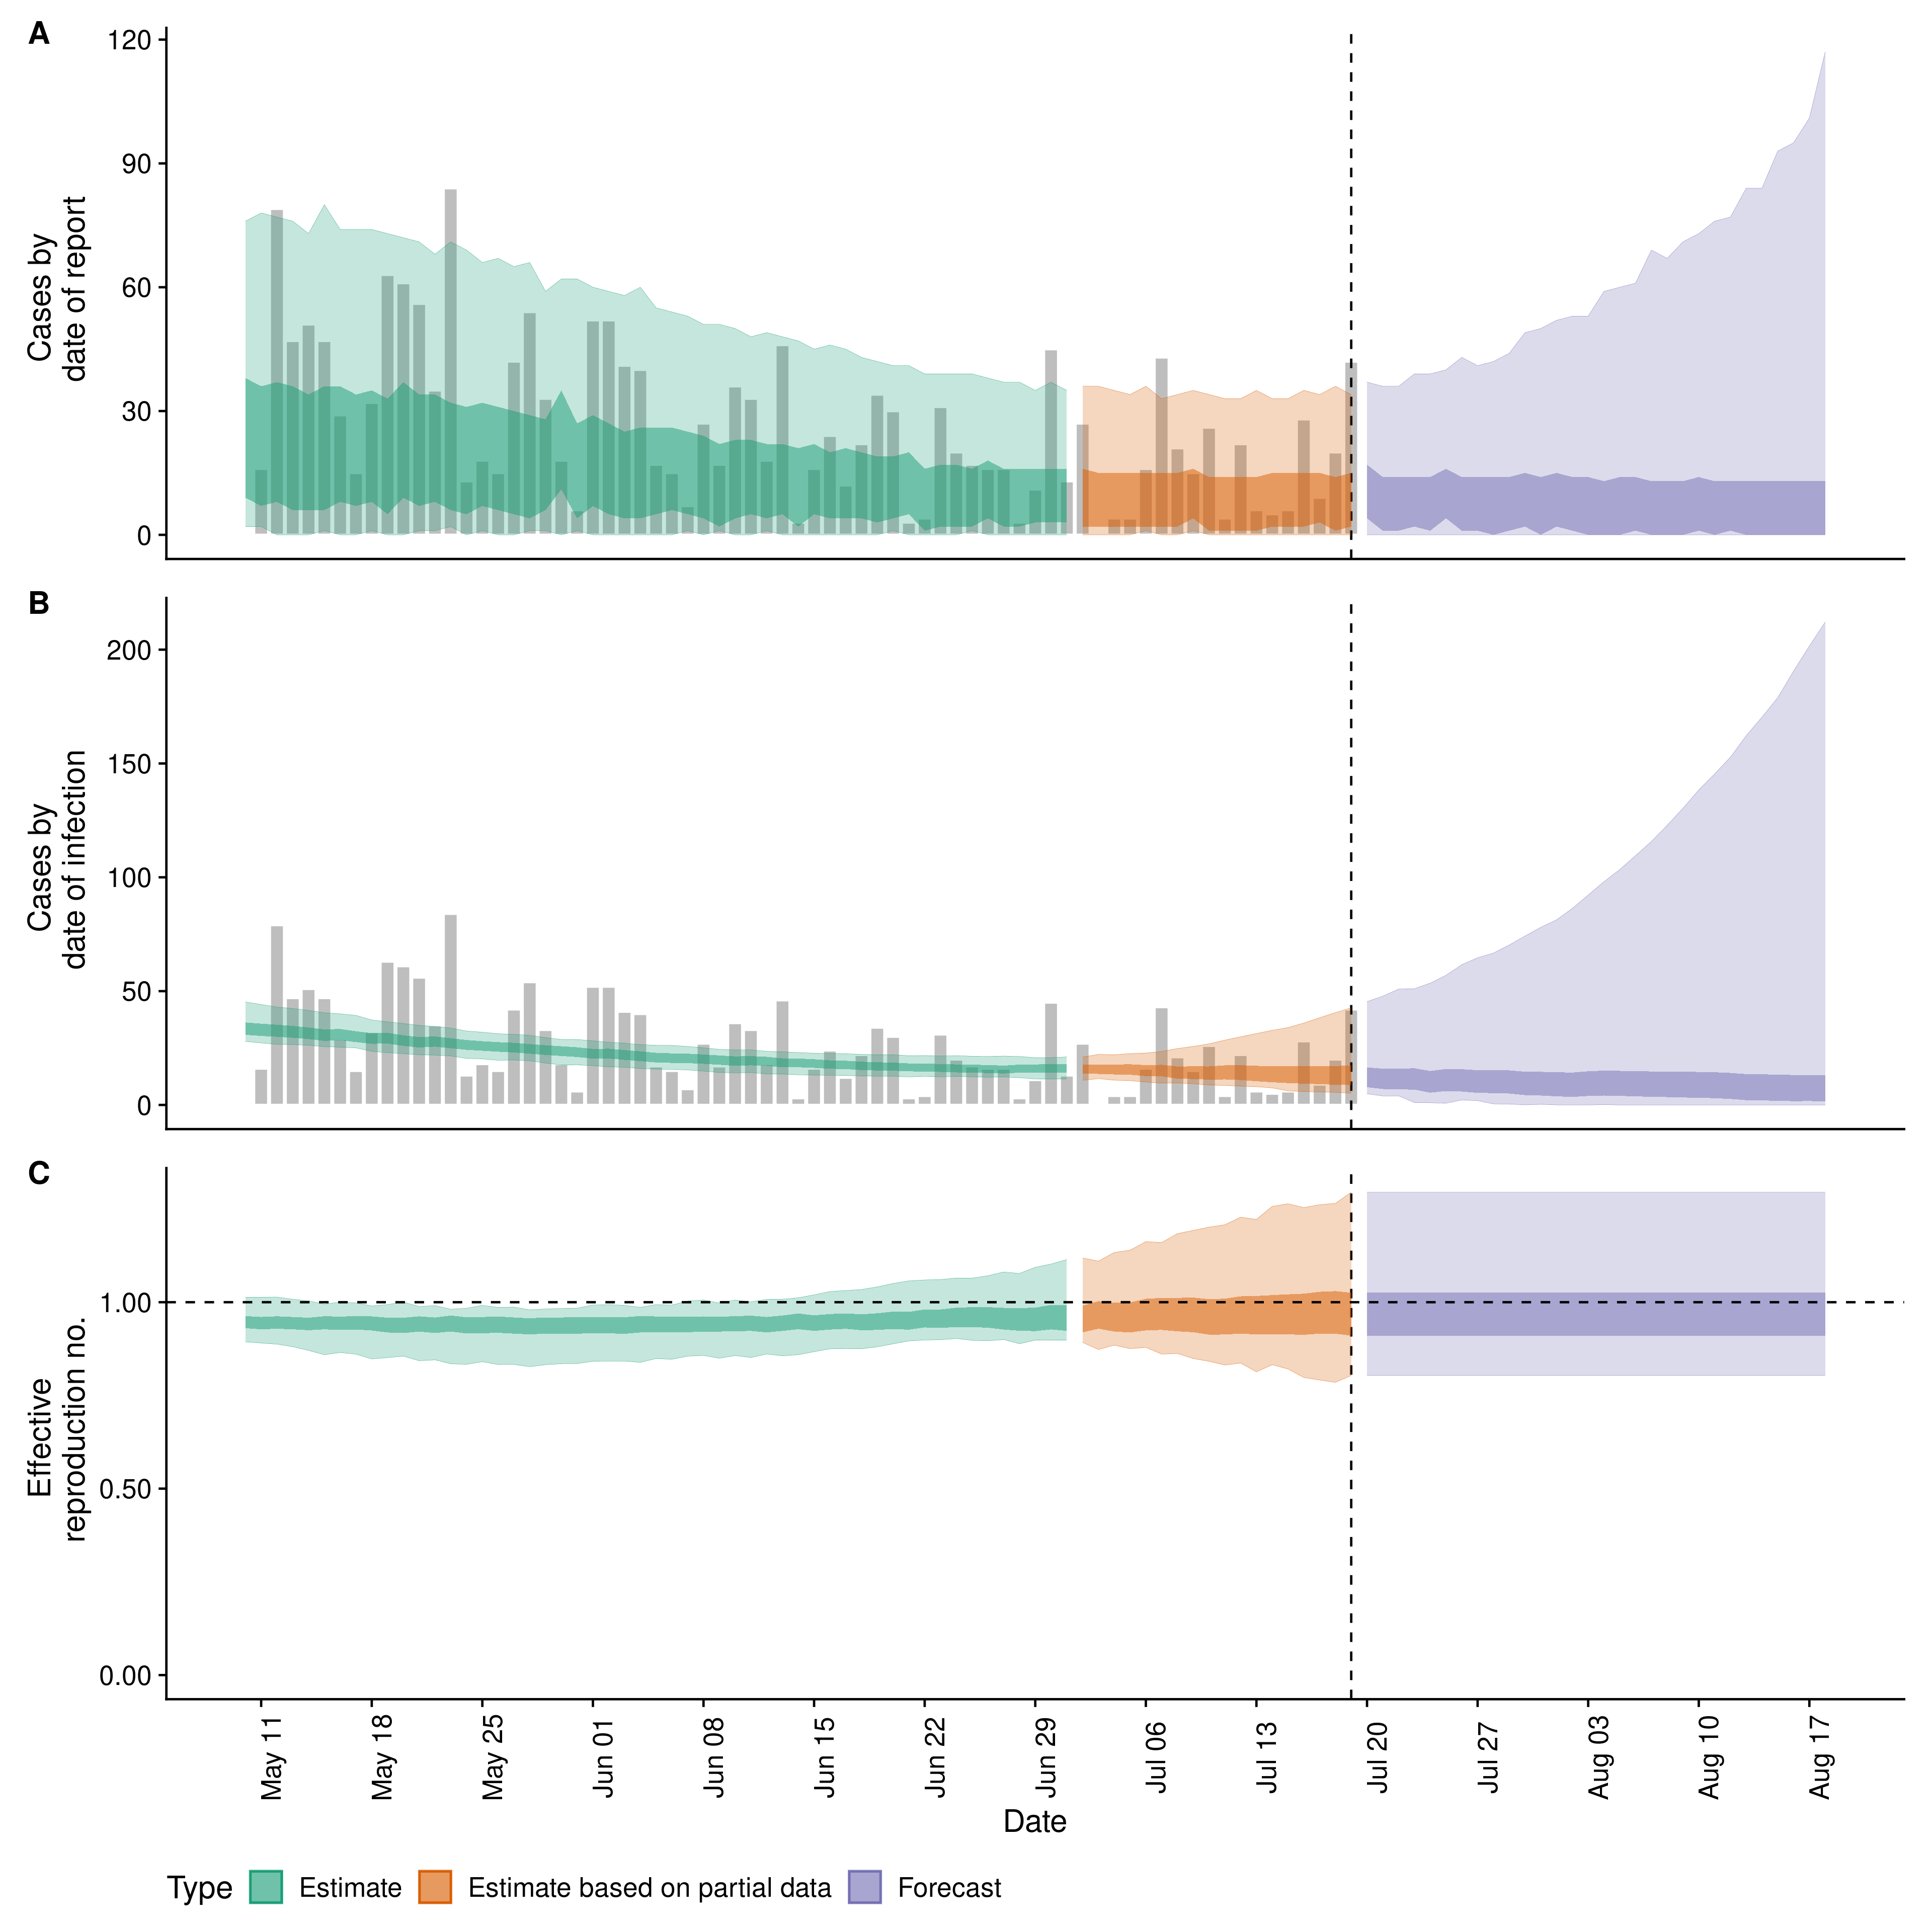 A
120
90
60
30
0
Cases by
date of report
B
200
150
100
50
0
Cases by
date of infection
C
1.00
0.50
0.00
Effective
reproduction no.
May 11
May 18
May 25
Jun 01
Jun 08
Jun 15
Jun 22
Jun 29
Jul 06
Jul 13
Jul 20
Jul 27
Aug 03
Aug 10
Aug 17
Date
Type Estimate Estimate based on partial data Forecast